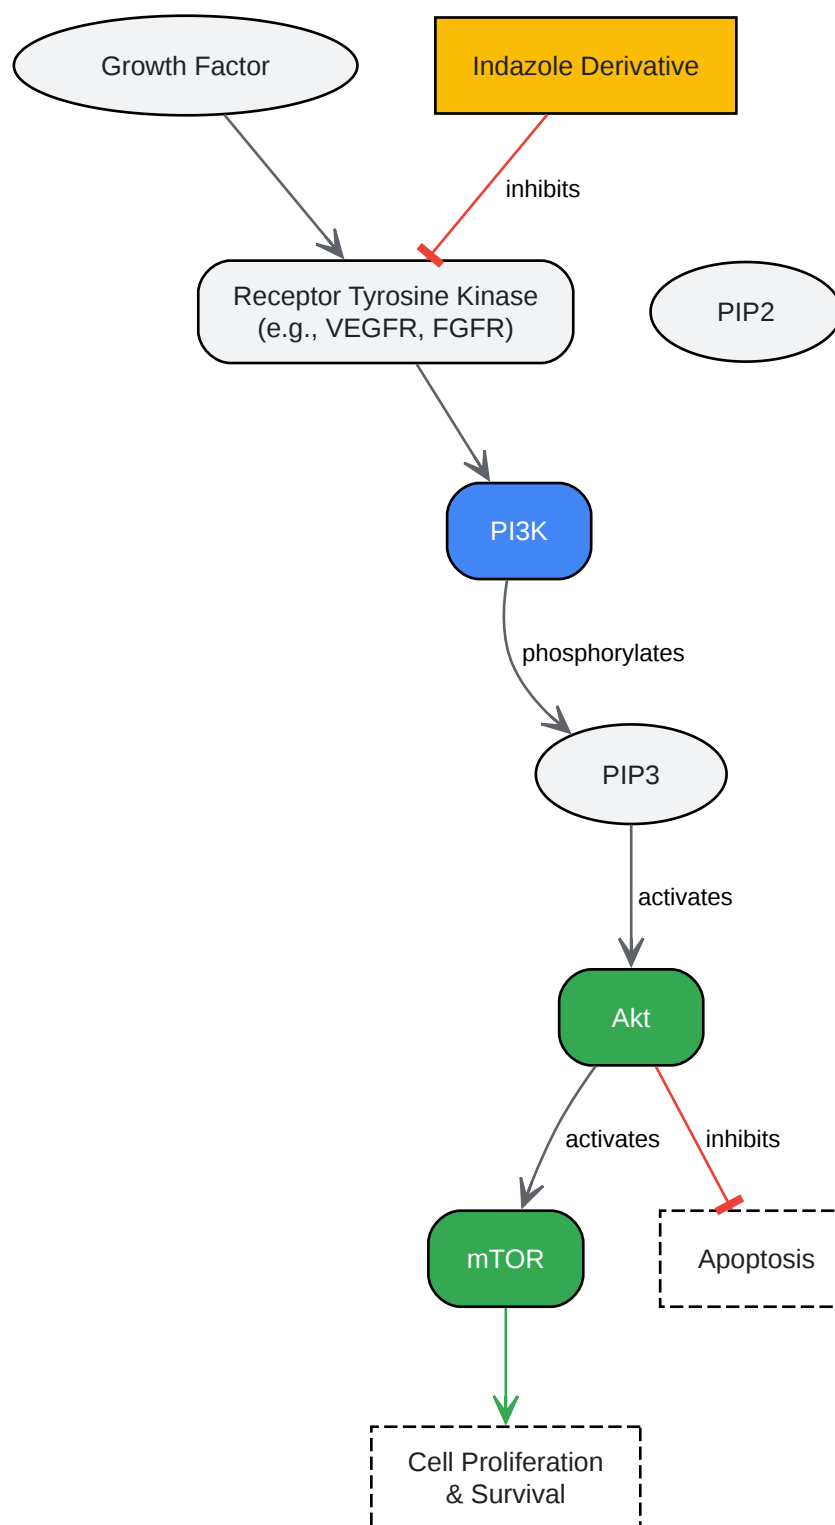 Growth Factor
Indazole Derivative
inhibits
Receptor Tyrosine Kinase
(e.g., VEGFR, FGFR)
PIP2
PI3K
phosphorylates
PIP3
activates
Akt
activates
inhibits
mTOR
Apoptosis
Cell Proliferation
& Survival